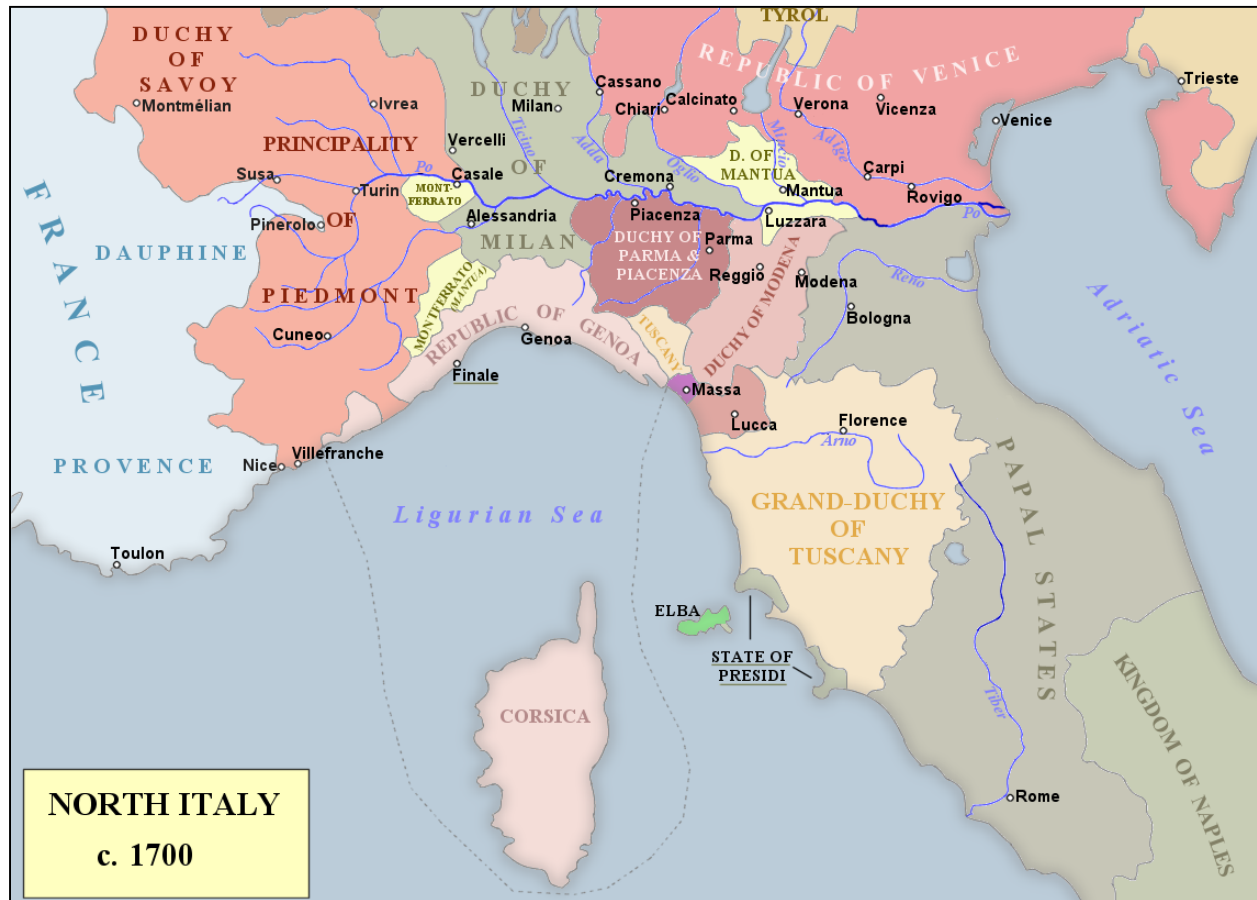 TYROL
DUCHY
OF
SAVOY
REPUBLIC OF VENICE
Trieste
Montmélian
Ivrea
DUCHY
Milan
Cassano
Chiari
Calcinato
Verona
Vicenza
Venice
Ticino
Adda
Oglio
Mincio
Adige
PRINCIPALITY
Vercelli
OF
D. OF
MANTUA
Carpi
Susa
Turin
Po
Casale
MONT-
FERRATO
Cremona
Mantua
Rovigo
Po
FRANCE
Pinerolo
OF
Alessandria
Piacenza
Luzzara
DAUPHINE
MILAN
DUCHY OF
PARMA &
PIACENZA
Parma
Reggio
Modena
DUCHY OF MODENA
Reno
PIEDMONT
MONTFERRATO
(MANTUA)
Bologna
Adriatic Sea
Cuneo
REPUBLIC OF GENOA
Genoa
TUSCANY
Finale
Massa
Lucca
Florence
Arno
PROVENCE
Nice
Villefranche
Ligurian Sea
GRAND-DUCHY
OF
TUSCANY
PAPAL STATES
Toulon
ELBA
STATE OF
PRESIDI
Tiber
KINGDOM OF NAPLES
CORSICA
Rome
NORTH ITALY
c. 1700